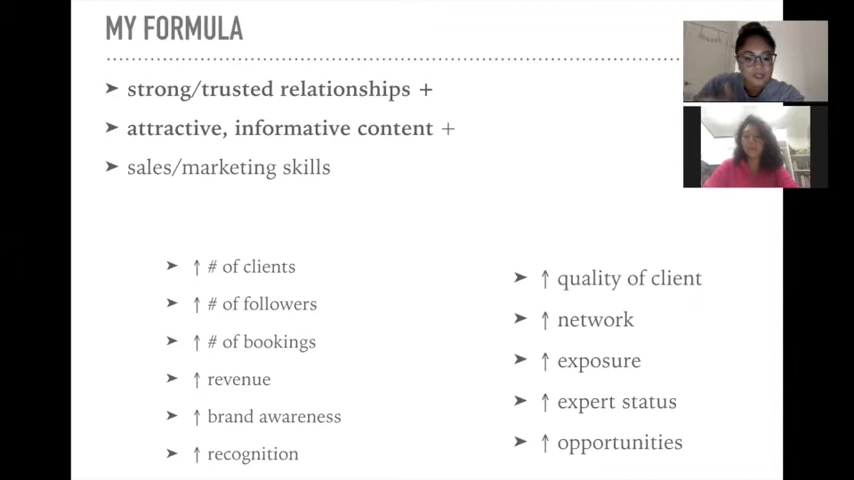 MY FORMULA
➤ strong/trusted relationships +
➤ attractive, informative content +
➤ sales/marketing skills
➤ ↑ # of clients
➤ ↑ # of followers
➤ ↑ # of bookings
➤ ↑ revenue
➤ ↑ brand awareness
➤ ↑ recognition
➤ ↑ quality of client
➤ ↑ network
➤ ↑ exposure
➤ ↑ expert status
➤ ↑ opportunities